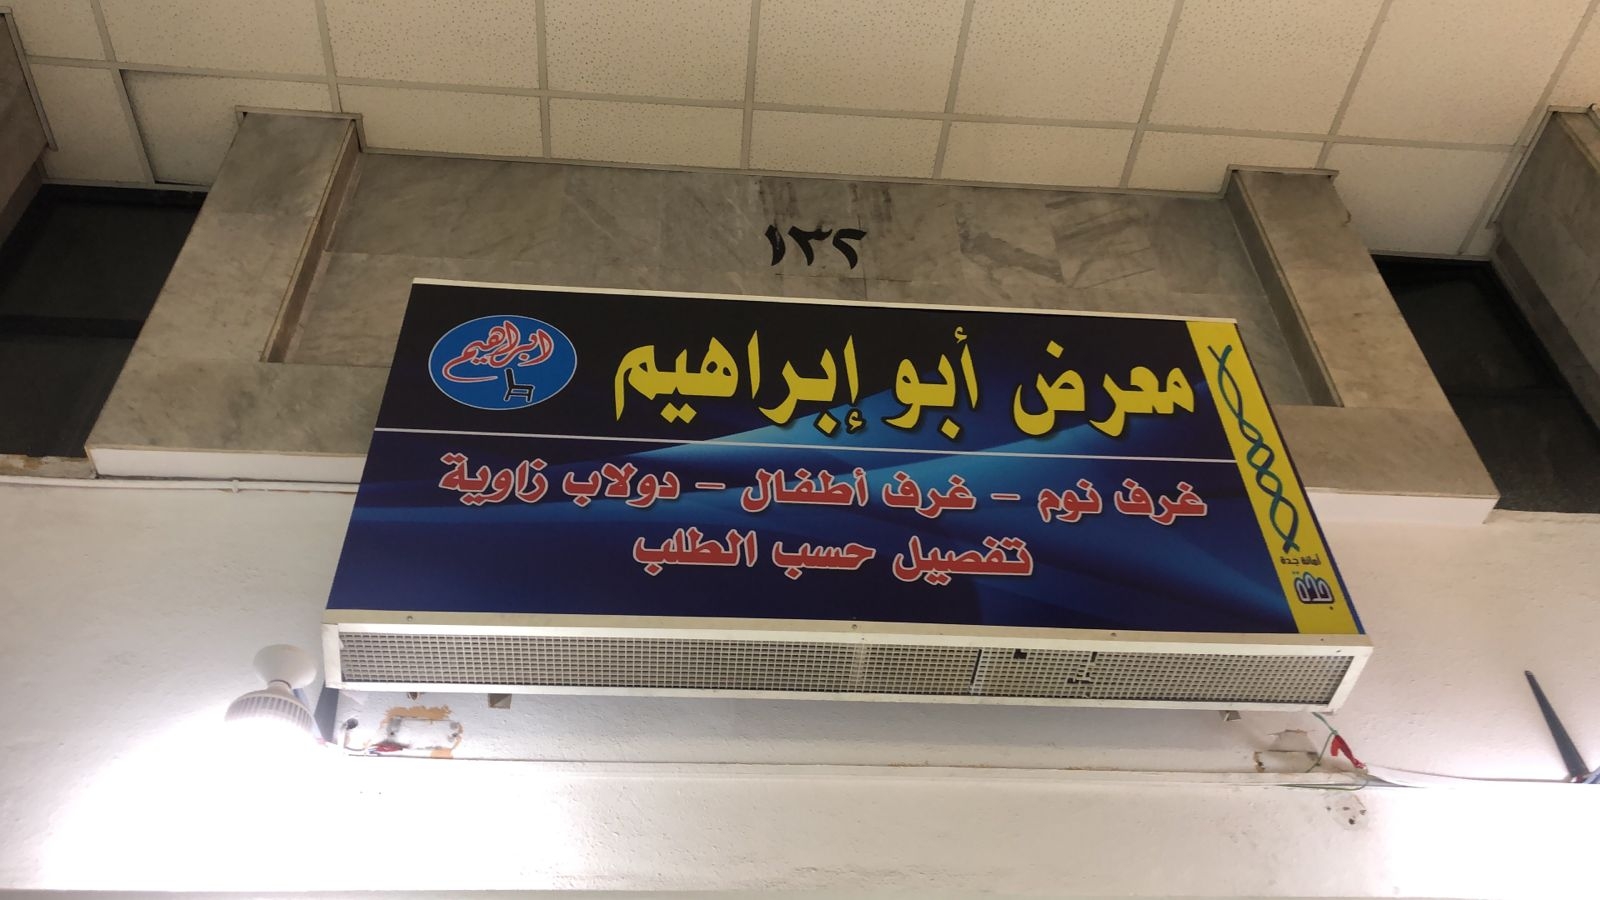 ١٣٢
ابراهيم
معرض أبو إبراهيم
غرف نوم - غرف أطفال - دولاب زاوية
تفصيل حسب الطلب
أمانة جدة
جدة